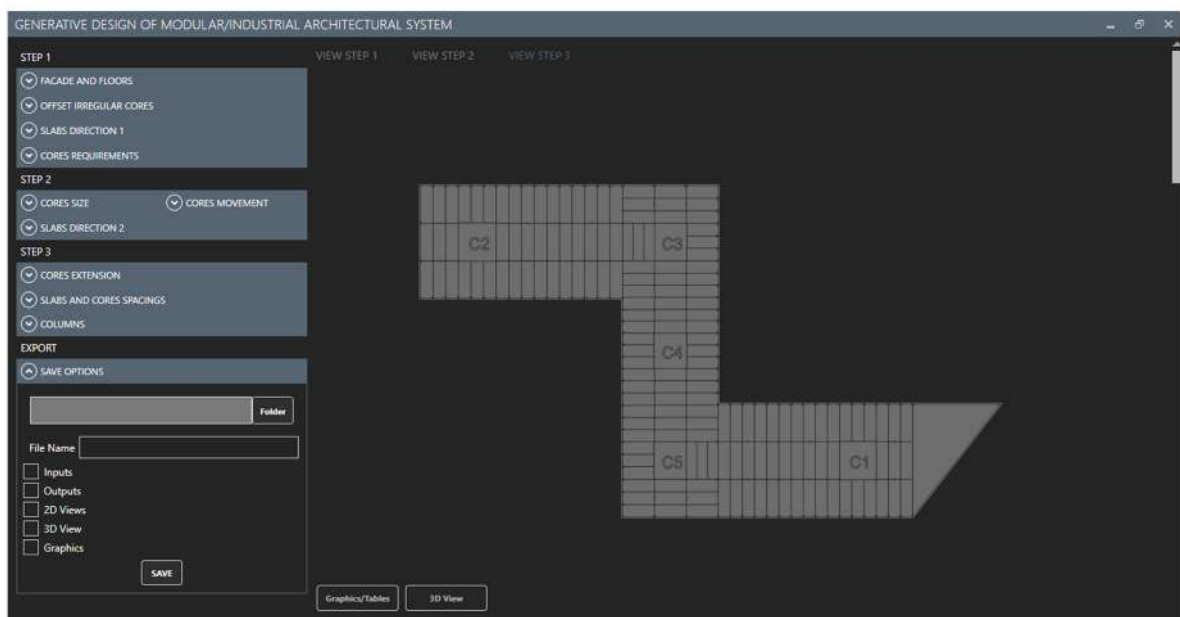 GENERATIVE DESIGN OF MODULAR/INDUSTRIAL ARCHITECTURAL SYSTEM
STEP 1
FACADE AND FLOORS
OFFSET IRREGULAR CORES
SLABS DIRECTION 1
CORES REQUIREMENTS
STEP 2
CORES SIZE CORES MOVEMENT
SLABS DIRECTION 2
STEP 3
CORES EXTENSION
SLABS AND CORES SPACINGS
COLUMNS
EXPORT
SAVE OPTIONS
Folder
File Name
Inputs
Outputs
2D Views
3D View
Graphics
SAVE
VIEW STEP 1 VIEW STEP 2 VIEW STEP 3
C2 C3
C4
C5 C1
Graphics/Tables 3D View